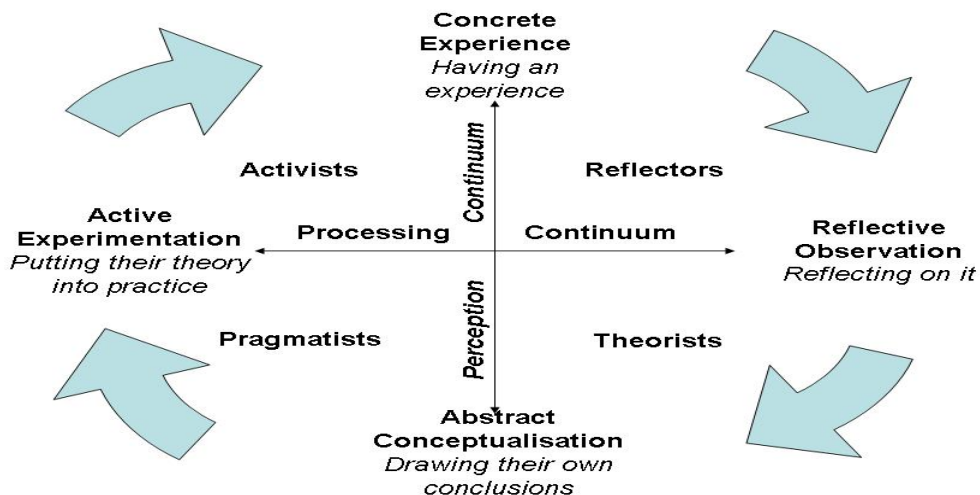 Concrete
Experience
Having an
experience
Activists
Reflectors
Continuum
Active
Experimentation
Putting their theory
into practice
Processing
Continuum
Reflective
Observation
Reflecting on it
Perception
Pragmatists
Theorists
Abstract
Conceptualisation
Drawing their own
conclusions